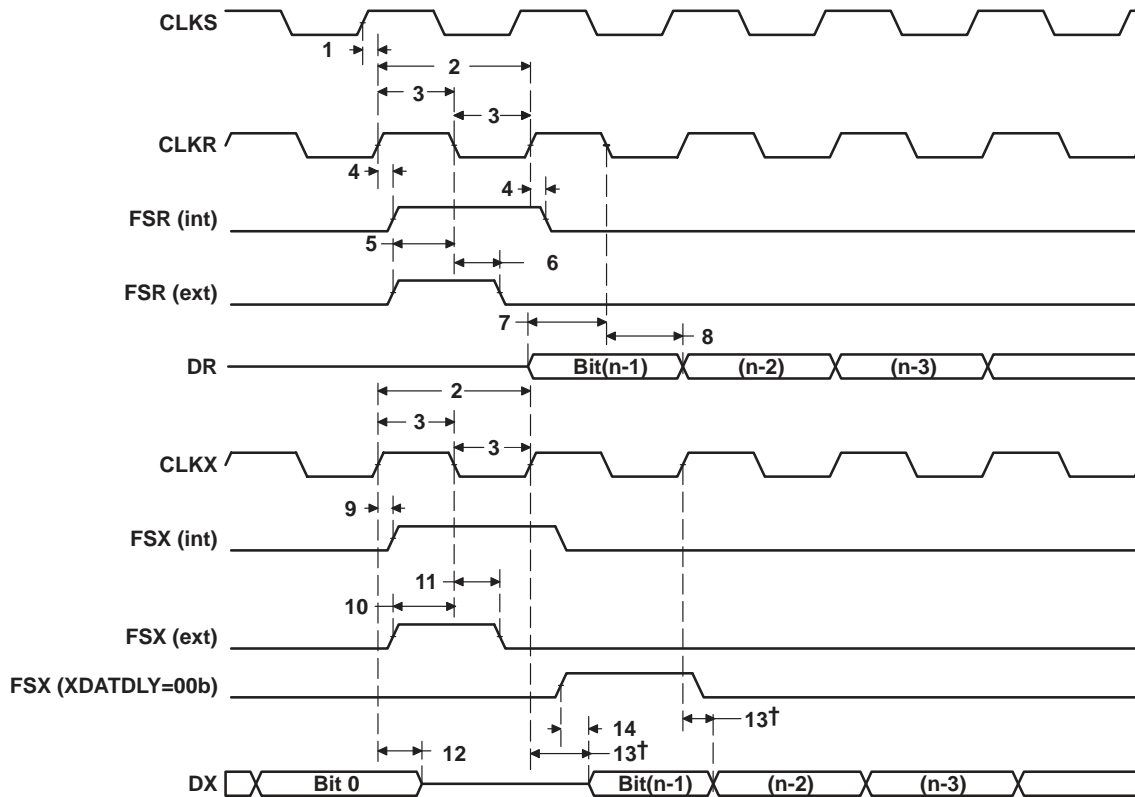 CLKS
1
2
3
3
CLKR
4
4
FSR (int)
5
6
FSR (ext)
7
8
DR
Bit(n-1)
(n-2)
(n-3)
2
3
3
CLKX
9
FSX (int)
11
10
FSX (ext)
FSX (XDATDLY=00b)
14
13†
12
13†
DX
Bit 0
Bit(n-1)
(n-2)
(n-3)